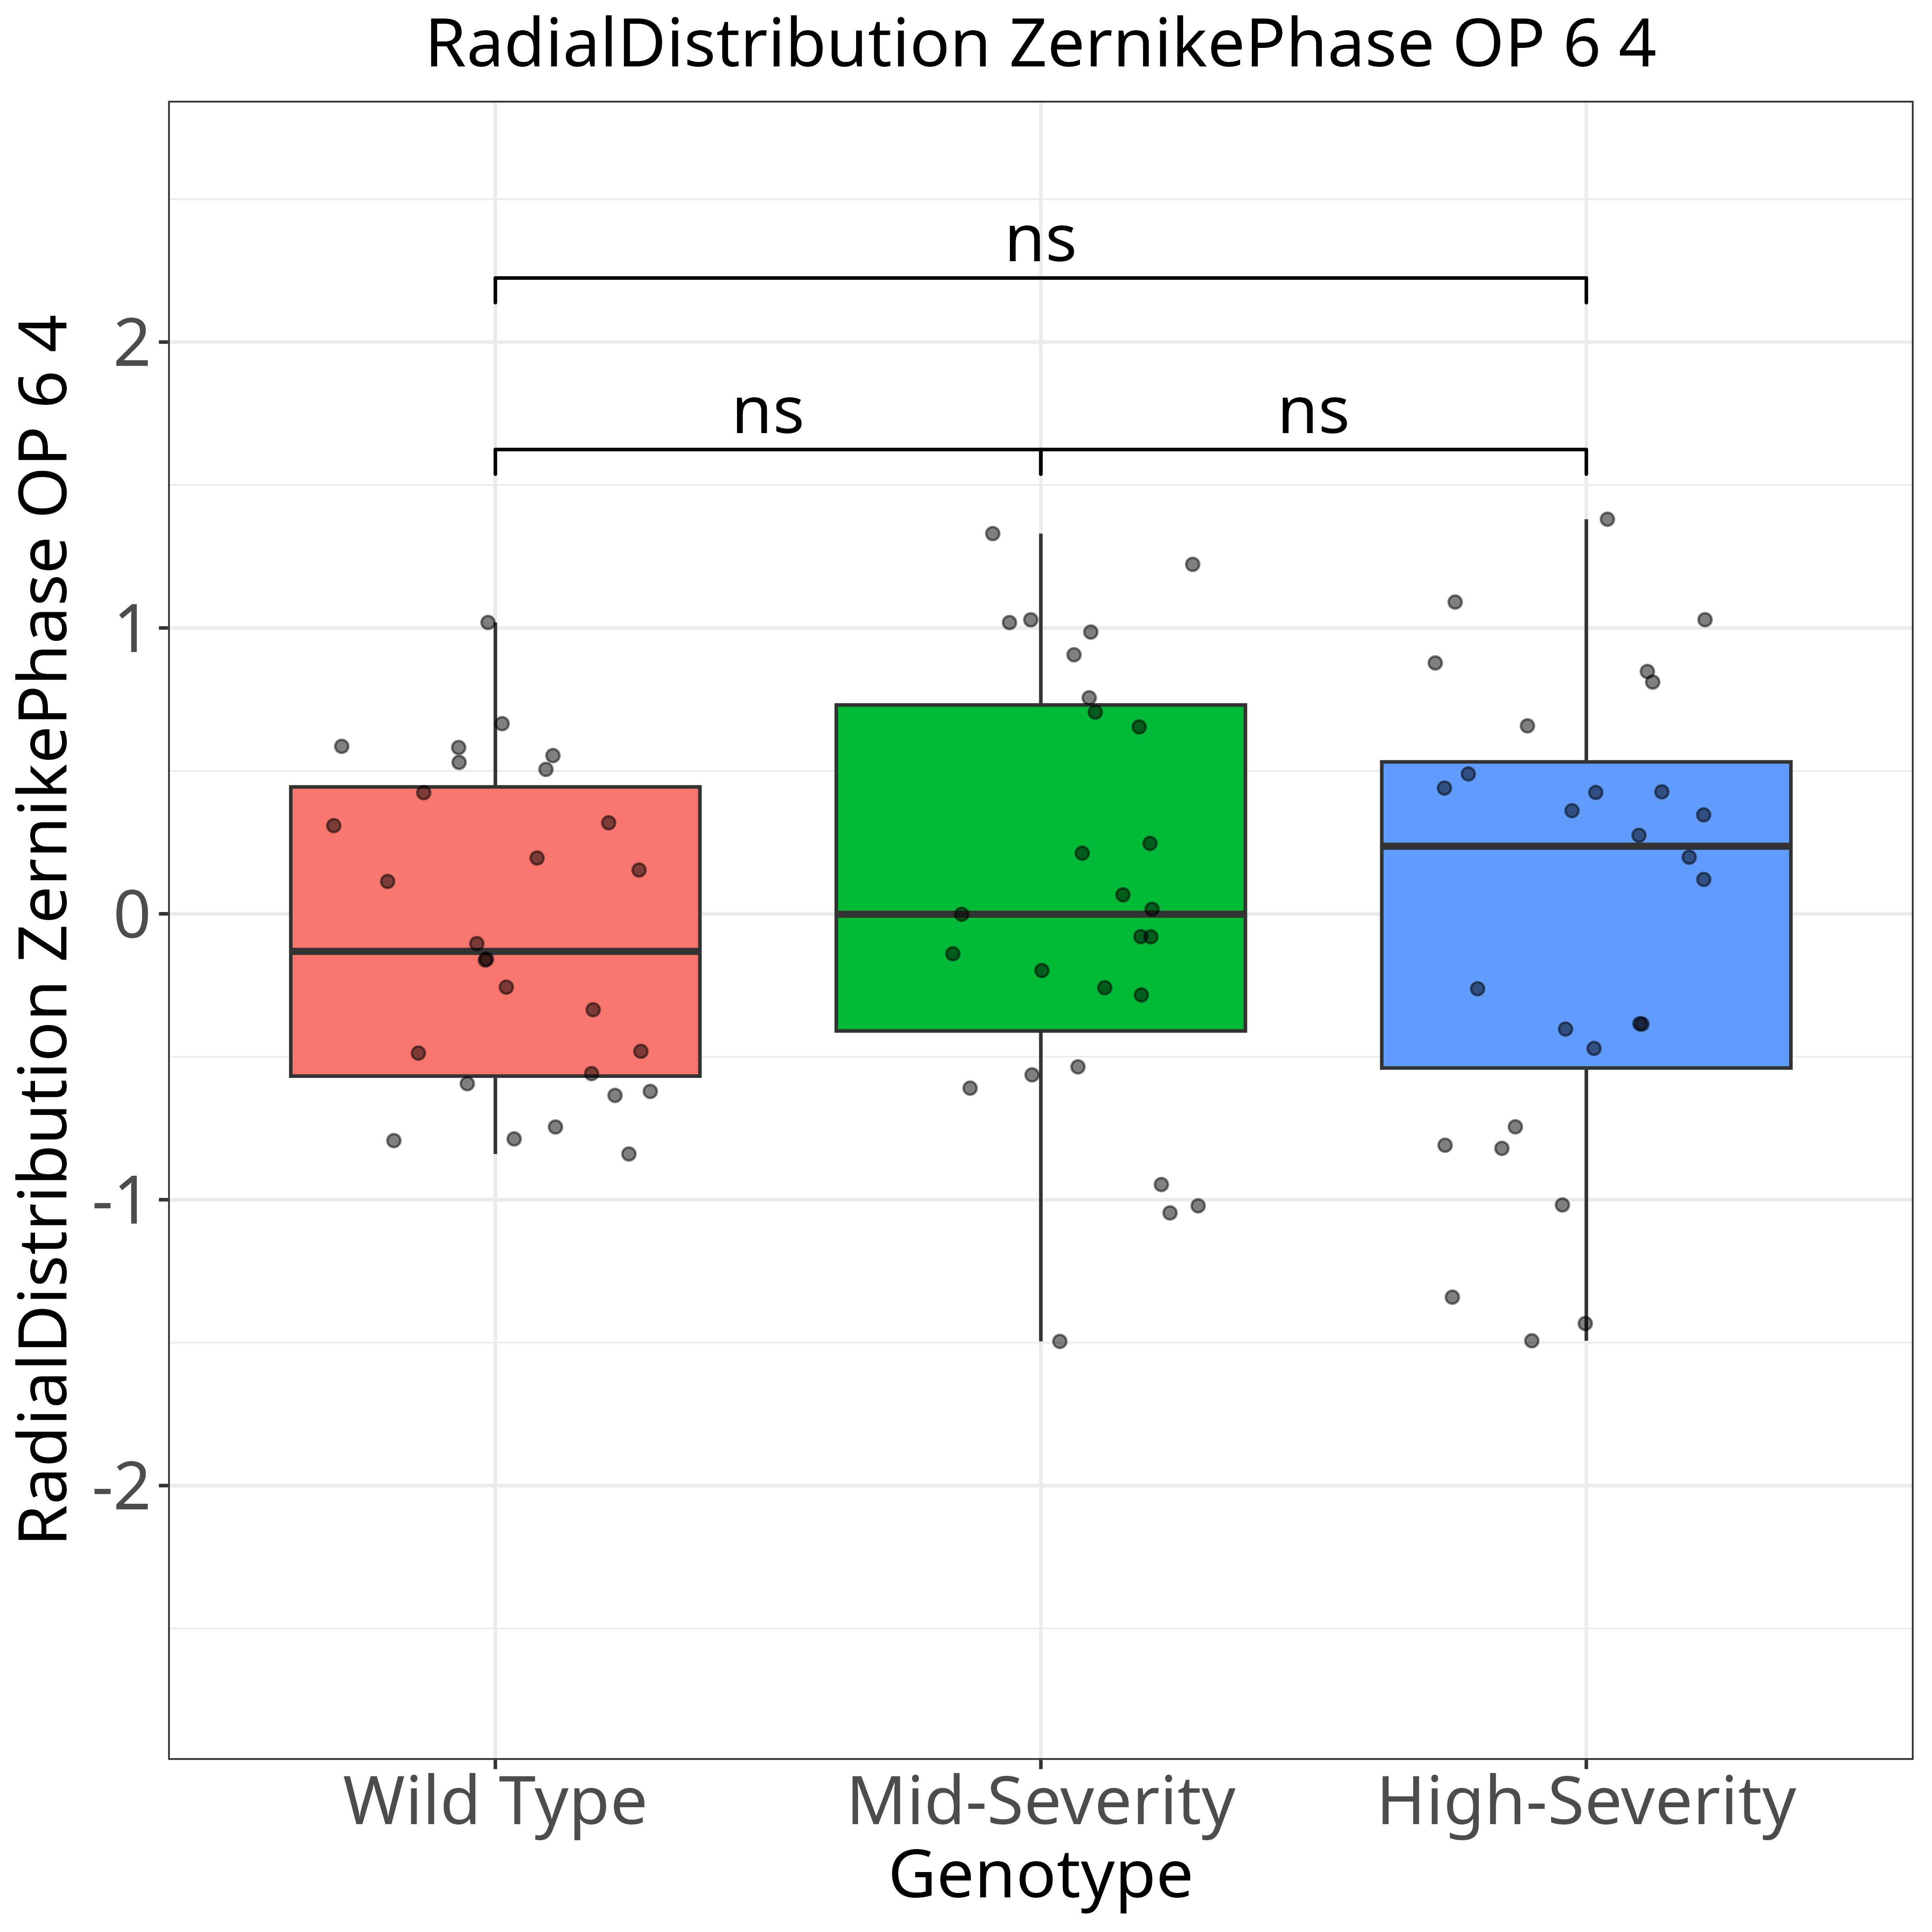 RadialDistribution ZernikePhase OP 6 4
RadialDistribution ZernikePhase OP 6 4
ns
2
ns
ns
1
0
-1
-2
Wild Type
Mid-Severity
High-Severity
Genotype